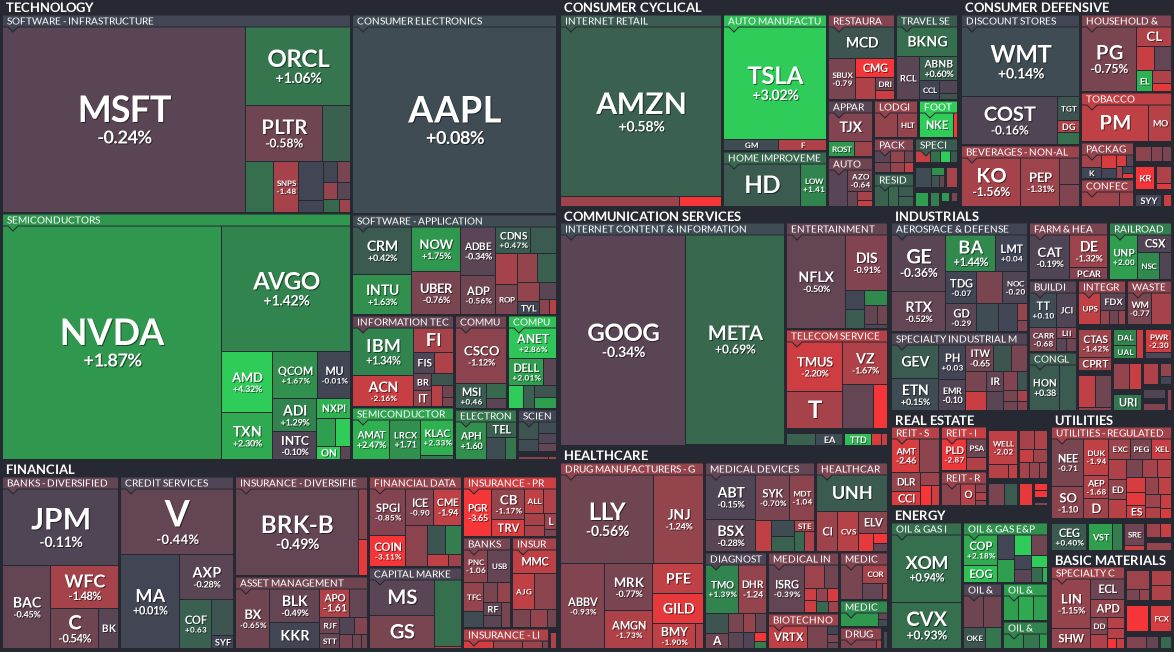 TECHNOLOGY
SOFTWARE - INFRASTRUCTURE
MSFT
-0.24%
ORCL
+1.06%
PLTR
-0.58%
SNPS
-1.48
CONSUMER ELECTRONICS
AAPL
+0.08%
SEMICONDUCTORS
NVDA
+1.87%
AVGO
+1.42%
AMD
+4.32%
QCOM
+1.67%
MU
-0.01%
TXN
+2.30%
ADI
+1.29%
NXPI
INTC
-0.10%
ON
SOFTWARE - APPLICATION
CRM
+0.42%
NOW
+1.75%
ADBE
-0.34%
CDNS
+0.47%
INTU
+1.63%
UBER
-0.76%
ADP
-0.56%
ROP
TYL
INFORMATION TEC
IBM
+1.34%
FI
FIS
ACN
-2.16%
BR
IT
COMMU
CSCO
-1.12%
MSI
+0.46
COMPU
ANET
+2.86%
DELL
+2.01%
SEMICONDUCTOR
AMAT
+2.47%
LRCX
+1.71
KLAC
+2.33%
ELECTRON
APH
+1.60
TEL
SCIEN
CONSUMER CYCLICAL
INTERNET RETAIL
AMZN
+0.58%
AUTO MANUFACTU
TSLA
+3.02%
GM
F
HOME IMPROVEME
HD
LOW
+1.41
RESTAURA
MCD
SBUX
-0.79
CMG
DRI
TRAVEL SE
BKNG
RCL
ABNB
+0.60%
CCL
APPAR
TJX
ROST
LODGI
HLT
FOOT
NKE
AUTO
AZO
-0.64
PACK
SPECI
RESID
CONSUMER DEFENSIVE
DISCOUNT STORES
WMT
+0.14%
COST
-0.16%
TGT
DG
HOUSEHOLD &
PG
-0.75%
CL
EL
TOBACCO
PM
MO
BEVERAGES - NON-AL
KO
-1.56%
PEP
-1.31%
PACKAG
K
KR
CONFEC
SYY
COMMUNICATION SERVICES
INTERNET CONTENT & INFORMATION
GOOG
-0.34%
META
+0.69%
ENTERTAINMENT
NFLX
-0.50%
DIS
-0.91%
TELECOM SERVICE
TMUS
-2.20%
VZ
-1.67%
T
EA
TTD
INDUSTRIALS
AEROSPACE & DEFENSE
GE
-0.36%
BA
+1.44%
LMT
+0.04
RTX
-0.52%
TDG
-0.07
NOC
-0.20
GD
-0.29
FARM & HEA
CAT
-0.19%
DE
-1.32%
PCAR
RAILROAD
UNP
+2.00
CSX
NSC
BUILDI
TT
+0.10
JCI
CARR
-0.68
LII
INTEGR
UPS
FDX
WASTE
WM
-0.77
SPECIALTY INDUSTRIAL M
GEV
PH
+0.03
ITW
-0.65
ETN
+0.15%
EMR
-0.10
IR
CONGL
HON
+0.38
CTAS
-1.42%
CPRT
DAL
UAL
PWR
-2.30
URI
FINANCIAL
BANKS - DIVERSIFIED
JPM
-0.11%
BAC
-0.45%
WFC
-1.48%
C
-0.54%
BK
CREDIT SERVICES
V
-0.44%
MA
+0.01%
AXP
-0.28%
COF
+0.63
SYF
INSURANCE - DIVERSIFIE
BRK-B
-0.49%
ASSET MANAGEMENT
BX
-0.65%
BLK
-0.49%
KKR
APO
-1.61
RJF
STT
FINANCIAL DATA
SPGI
-0.85%
ICE
-0.90
CME
-1.94
COIN
-3.11%
CAPITAL MARKE
MS
GS
INSURANCE - PR
PGR
-3.65
CB
-1.17%
ALL
TRV
L
BANKS
PNC
-1.06
USB
TFC
RF
INSUR
MMC
AJG
INSURANCE - LI
HEALTHCARE
DRUG MANUFACTURERS - G
LLY
-0.56%
JNJ
-1.24%
ABBV
-0.93%
MRK
-0.77%
PFE
AMGN
-1.73%
GILD
BMY
-1.90%
MEDICAL DEVICES
ABT
-0.15%
SYK
-0.70%
MDT
-1.04
BSX
-0.28%
STE
HEALTHCAR
UNH
CI
CVS
ELV
DIAGNOST
TMO
+1.39%
DHR
-1.24
A
MEDICAL IN
ISRG
-0.39%
MEDIC
COR
BIOTECHNO
VRTX
MEDIC
DRUG
REAL ESTATE
REIT - S
AMT
-2.46
DLR
CCI
REIT - I
PLD
-2.87
PSA
REIT - R
O
WELL
-2.02
UTILITIES
UTILITIES - REGULATED
NEE
-0.71
DUK
-1.94
EXC
PEG
XEL
SO
-1.10
AEP
-1.68
ED
D
ES
CEG
+0.40%
VST
SRE
ENERGY
OIL & GAS I
XOM
+0.94%
CVX
+0.93%
OIL & GAS E&P
COP
+2.18%
EOG
OIL &
OKE
OIL &
OIL &
BASIC MATERIALS
SPECIALTY C
LIN
-1.15%
ECL
APD
DD
SHW
FCX